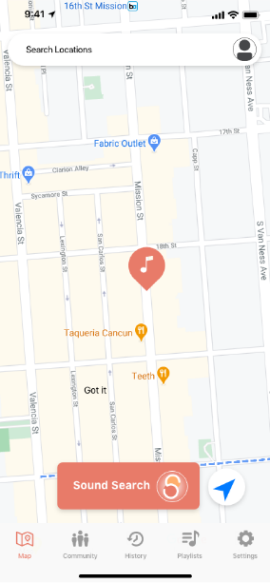 9:41
16th St Mission
Search Locations
Valencia St
Mission St
S Van Ness Ave
17th St
Fabric Outlet
Capp St
Thrift
Clarion Alley
Sycamore St
Valencia St
Lexington St
San Carlos St
Mission St
S Van Ness Ave
18th St
Taqueria Cancun
Teeth
Got it
Valencia St
Lexington St
San Carlos St
Sound Search
Map
Community
History
Playlists
Settings